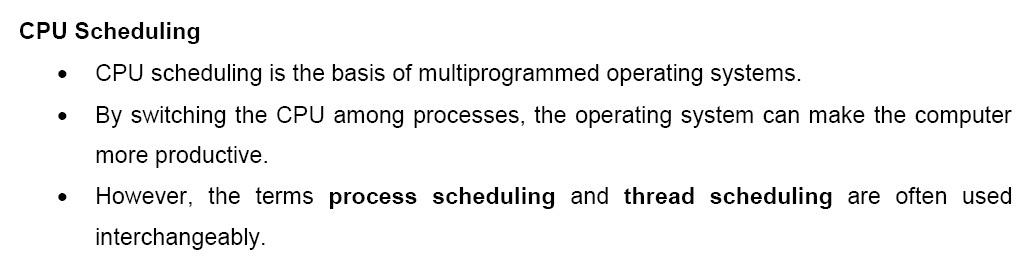 CPU Scheduling
• CPU scheduling is the basis of multiprogrammed operating systems.
• By switching the CPU among processes, the operating system can make the computer
more productive.
• However, the terms process scheduling and thread scheduling are often used
interchangeably.